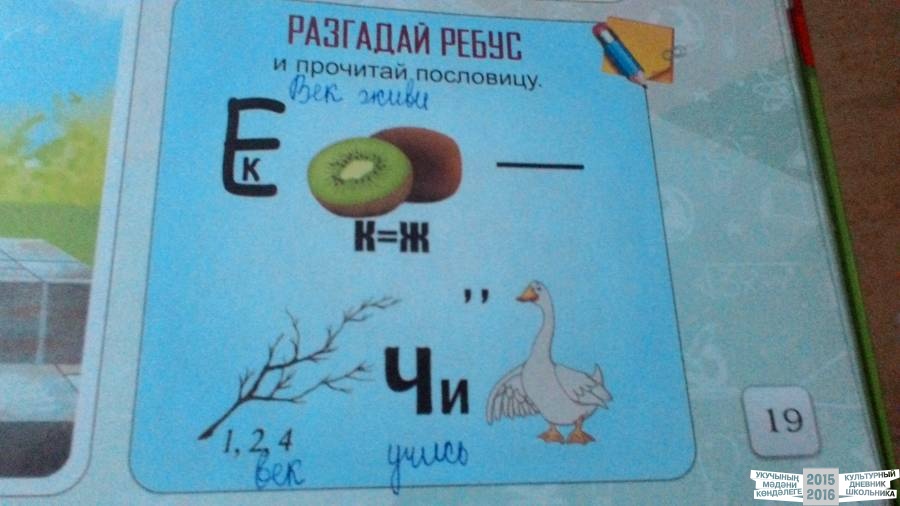 РАЗГАДАЙ РЕБУС
и прочитай пословицу.
Век живи
Е к
—
К=Ж
,,
Чи
1, 2, 4
век учись
19
УКУЧЫНЫҢ МӘДӘНИ КӨНДӘЛЕГЕ
2015 2016
КУЛЬТУРНЫЙ ДНЕВНИК ШКОЛЬНИКА